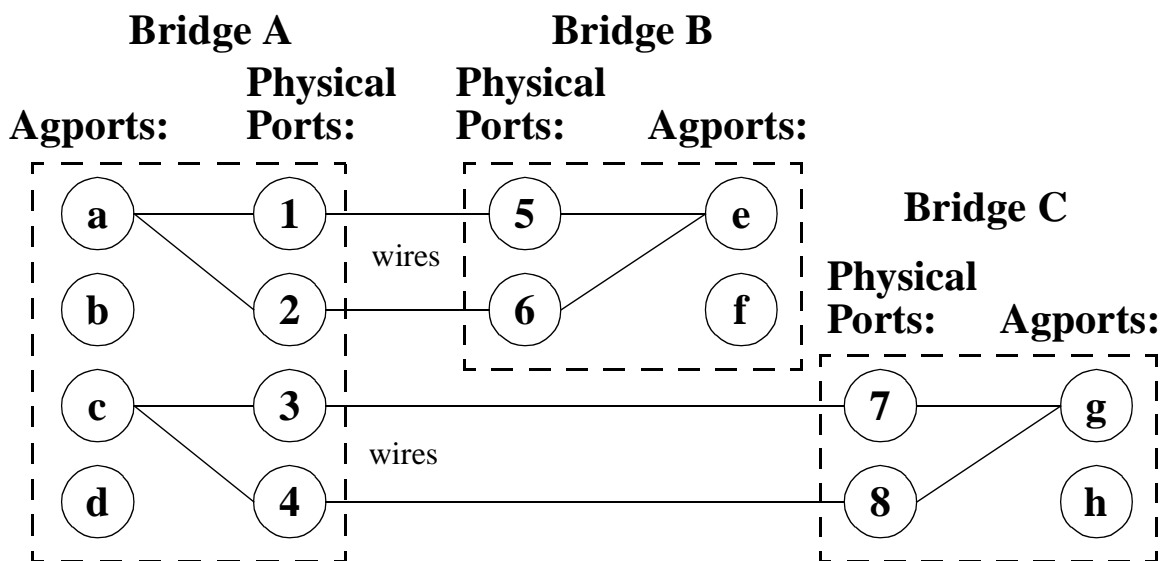 Bridge A
Bridge B
Physical
Physical
Agports:
Ports:
Ports:
Agports:
a
1
5
e
Bridge C
wires
b
2
6
f
Physical
Ports:
Agports:
c
3
7
g
wires
d
4
8
h